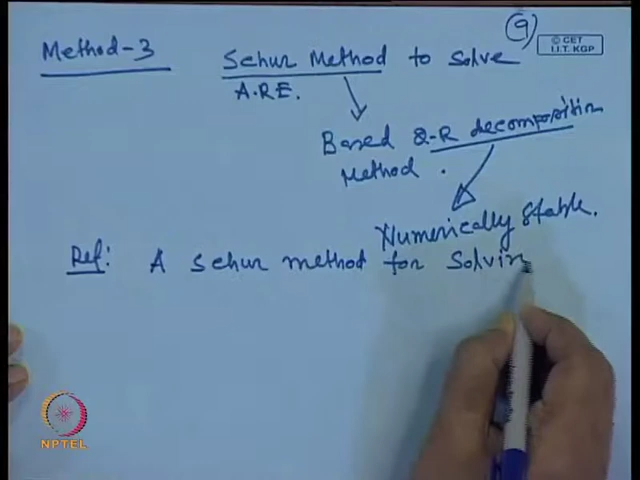 9
© CET
I.I.T. KGP
Method-3 Schur Method to solve
A.R.E.
Based Q-R decomposition
Method.
Numerically stable.
Ref: A schur method for Solvin
NPTEL